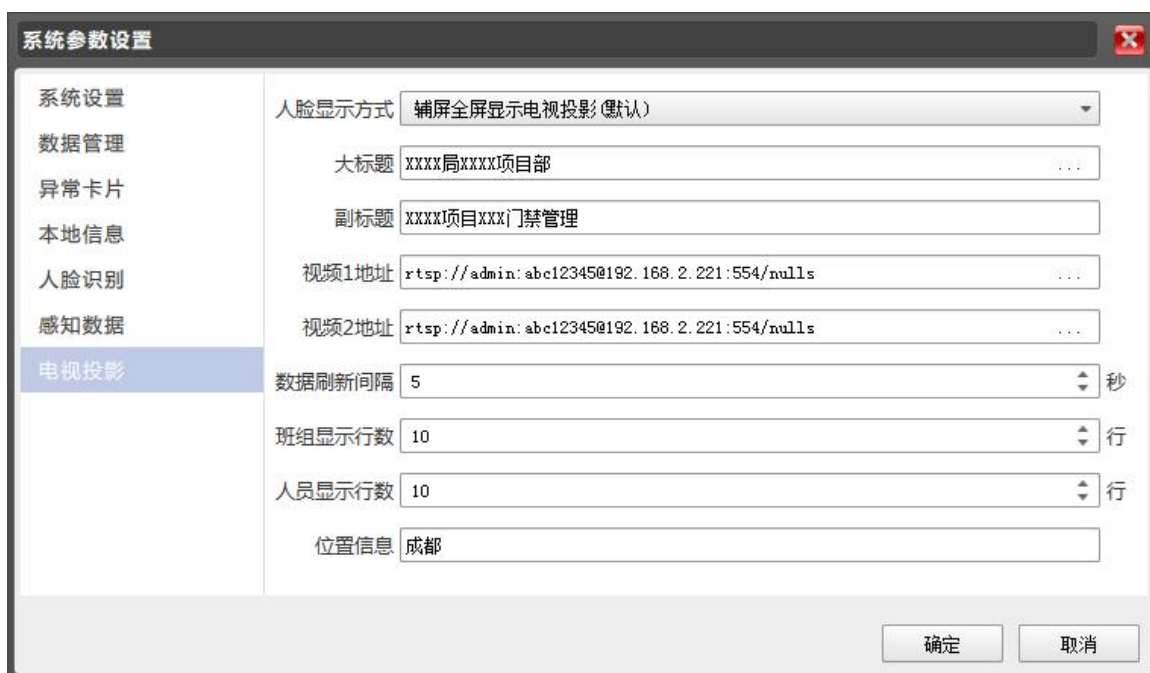 系统参数设置
系统设置
数据管理
异常卡片
本地信息
人脸识别
感知数据
电视投影
人脸显示方式 辅屏全屏显示电视投影(默认)
大标题 XXXX局XXXX项目部 ...
副标题 XXXX项目XXX门禁管理
视频1地址 rtsp://admin:abc12345@192.168.2.221:554/nulls ...
视频2地址 rtsp://admin:abc12345@192.168.2.221:554/nulls ...
数据刷新间隔 5 秒
班组显示行数 10 行
人员显示行数 10 行
位置信息 成都
确定 取消